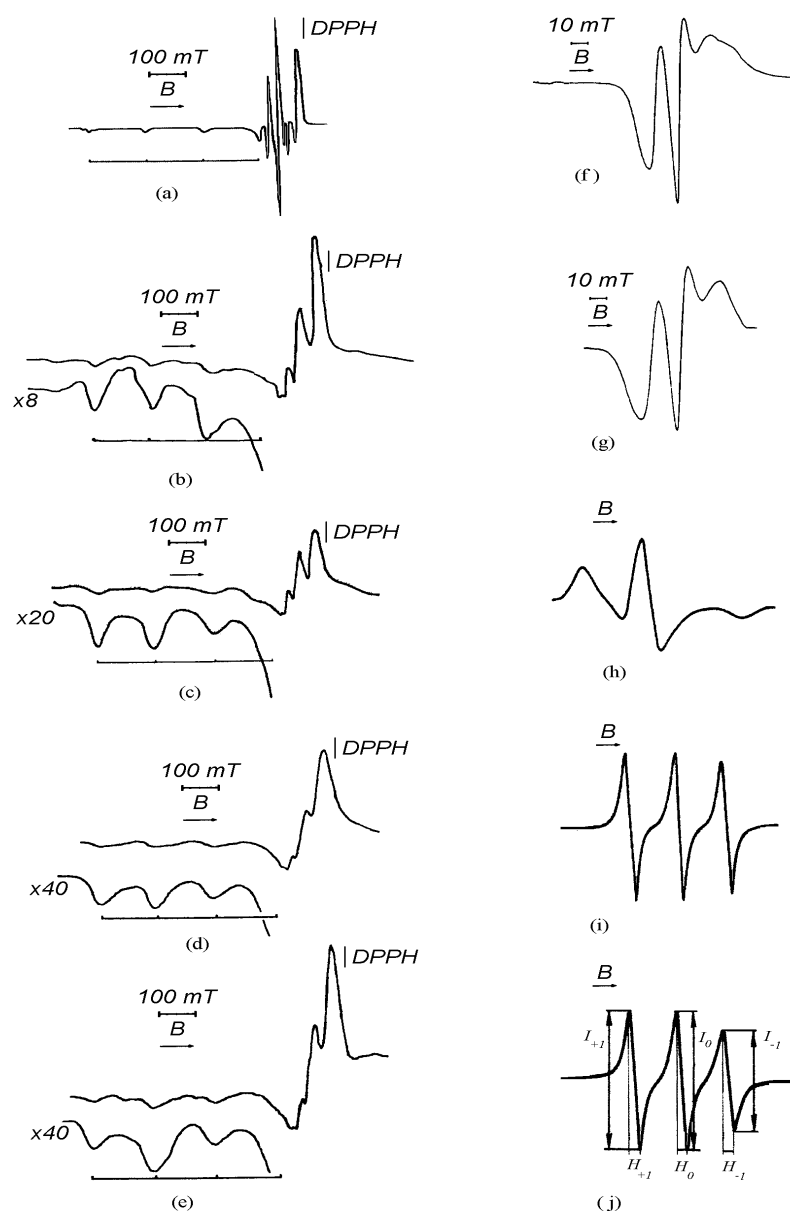 DPPH
100 mT
B
(a)
DPPH
100 mT
B
x8
(b)
DPPH
100 mT
B
x20
(c)
DPPH
100 mT
B
x40
(d)
DPPH
100 mT
B
x40
(e)
10 mT
B
(f)
10 mT
B
(g)
B
(h)
B
(i)
B
I+1 I0 I-1
H+1 H0 H-1
(j)